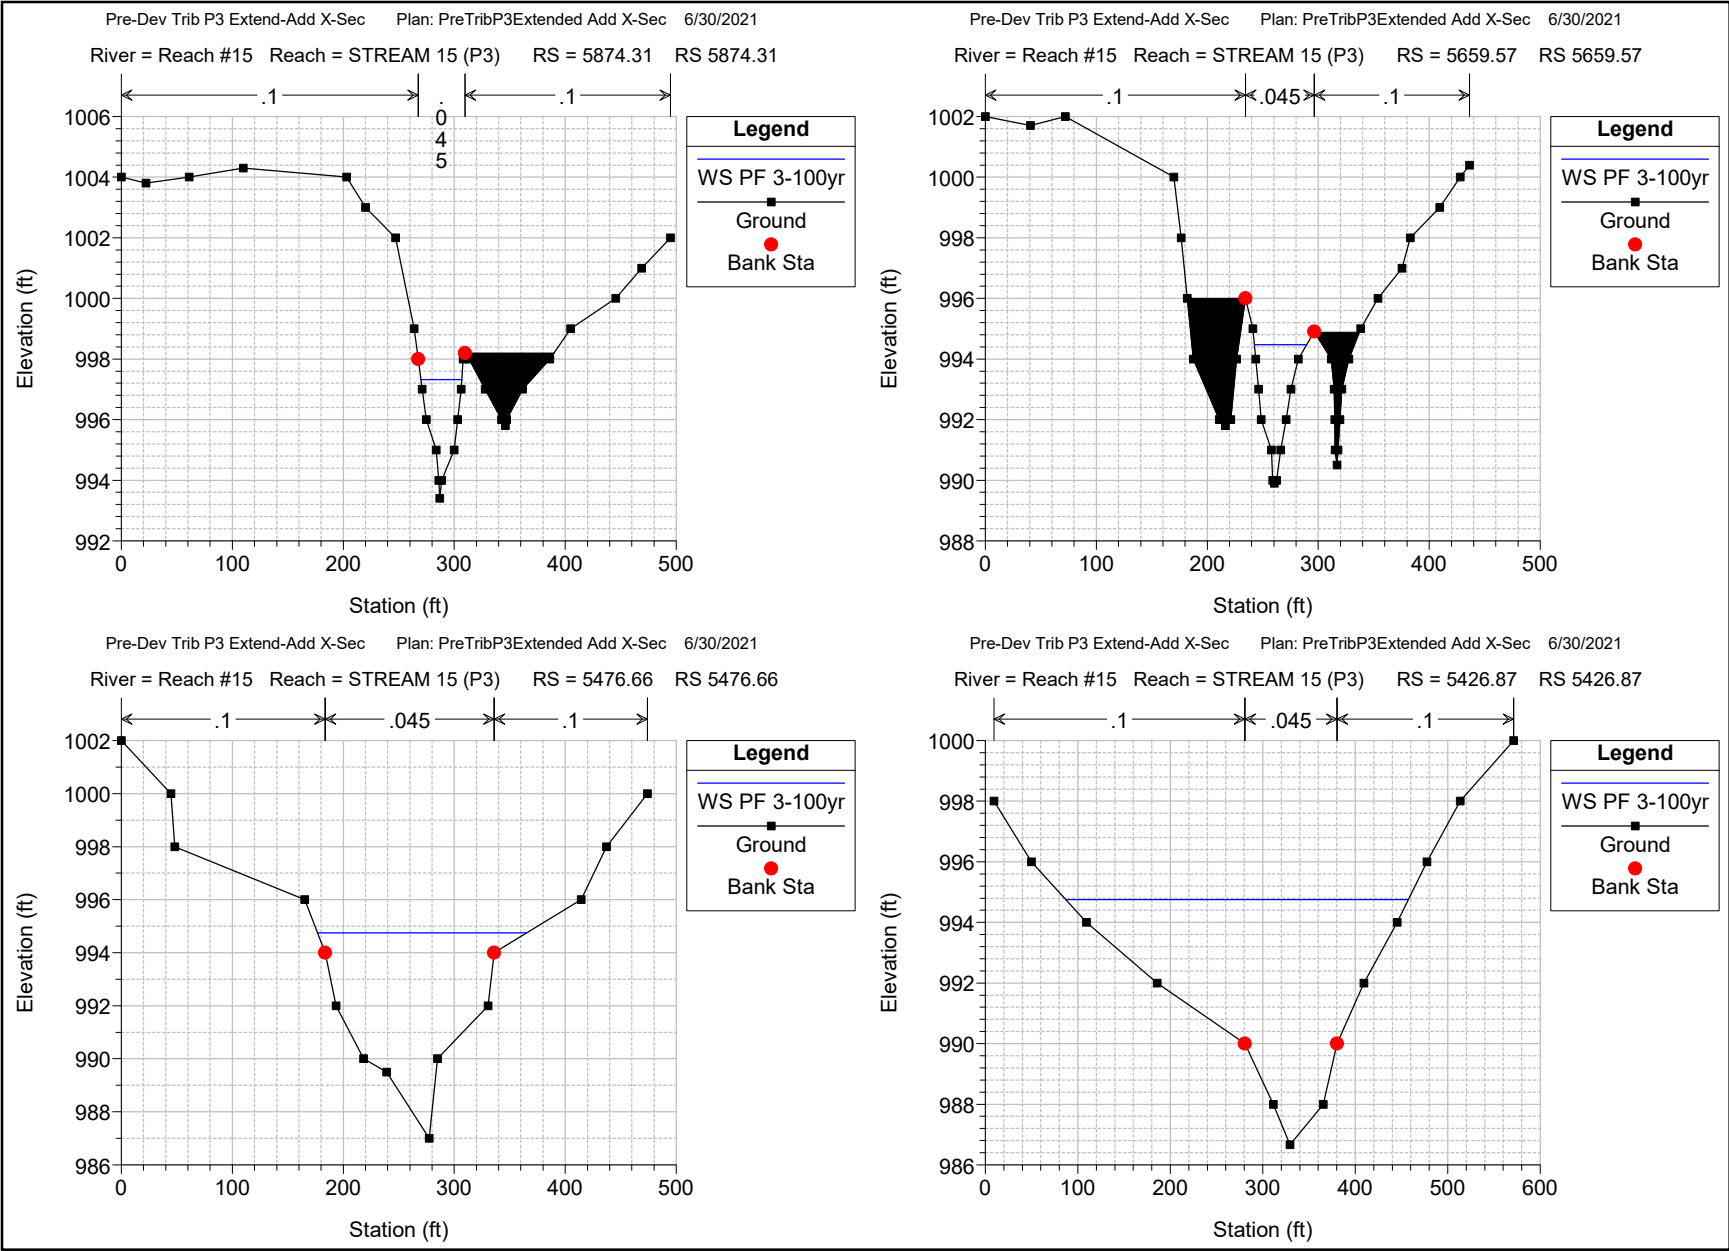 Pre-Dev Trib P3 Extend-Add X-Sec Plan: PreTribP3Extended Add X-Sec 6/30/2021
River = Reach #15 Reach = STREAM 15 (P3) RS = 5874.31 RS 5874.31
.1
.045
.1
1006
1004
1002
1000
998
996
994
992
Elevation (ft)
0 100 200 300 400 500
Station (ft)
Legend
WS PF 3-100yr
Ground
Bank Sta
Pre-Dev Trib P3 Extend-Add X-Sec Plan: PreTribP3Extended Add X-Sec 6/30/2021
River = Reach #15 Reach = STREAM 15 (P3) RS = 5659.57 RS 5659.57
.1 .045 .1
1002
1000
998
996
994
992
990
988
Elevation (ft)
0 100 200 300 400 500
Station (ft)
Legend
WS PF 3-100yr
Ground
Bank Sta
Pre-Dev Trib P3 Extend-Add X-Sec Plan: PreTribP3Extended Add X-Sec 6/30/2021
River = Reach #15 Reach = STREAM 15 (P3) RS = 5476.66 RS 5476.66
.1 .045 .1
1002
1000
998
996
994
992
990
988
986
Elevation (ft)
0 100 200 300 400 500
Station (ft)
Legend
WS PF 3-100yr
Ground
Bank Sta
Pre-Dev Trib P3 Extend-Add X-Sec Plan: PreTribP3Extended Add X-Sec 6/30/2021
River = Reach #15 Reach = STREAM 15 (P3) RS = 5426.87 RS 5426.87
.1 .045 .1
1000
998
996
994
992
990
988
986
Elevation (ft)
0 100 200 300 400 500 600
Station (ft)
Legend
WS PF 3-100yr
Ground
Bank Sta